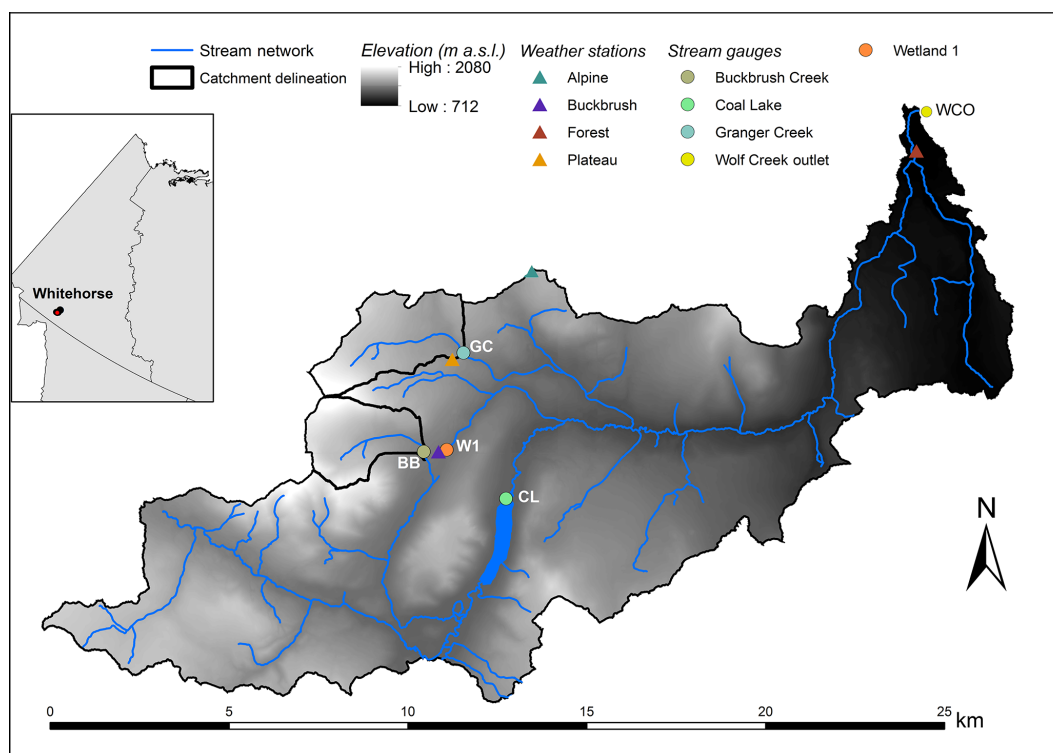 Stream network
Catchment delineation
Elevation (m a.s.l.)
High : 2080
Low : 712
Weather stations
Alpine
Buckbrush
Forest
Plateau
Stream gauges
Buckbrush Creek
Coal Lake
Granger Creek
Wolf Creek outlet
Wetland 1
WCO
Whitehorse
GC
W1
BB
CL
N
0 5 10 15 20 25
km